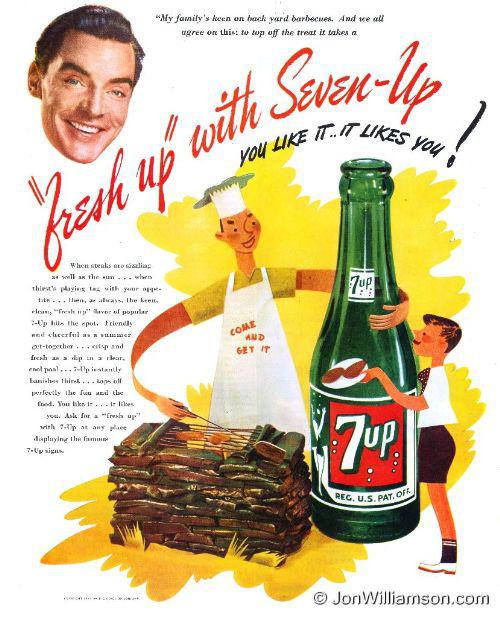 "My family's keen on back yard barbecues. And we all
agree on this: to top off the treat it takes a
"fresh up" with Seven-Up
YOU LIKE IT..IT LIKES YOU!
When steaks are sizzling
as well as the sun . . . when
thirst's playing tag with your appe-
tite . . . then, as always, the keen,
clean, "fresh up" flavor of popular
7-Up hits the spot. Friendly
and cheerful as a summer
get-together . . . crisp and
fresh as a dip in a clear,
cool pool . . . 7-Up instantly
banishes thirst . . . tops off
perfectly the fun and the
food. You like it . . . it likes
you. Ask for a "fresh up"
with 7-Up at any place
displaying the famous
7-Up signs.
COME
AND
GET IT
7up
7up
REG. U.S. PAT. OFF.
© JonWilliamson.com